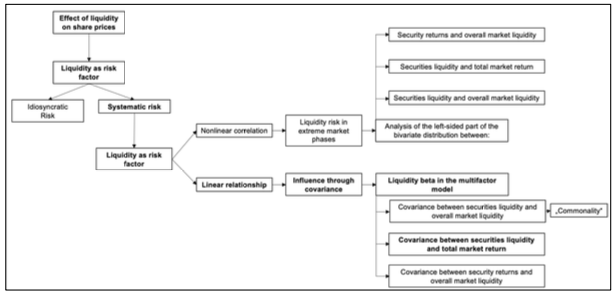 Effect of liquidity
on share prices
Liquidity as risk
factor
Idiosyncratic
Risk
Systematic risk
Liquidity as risk
factor
Nonlinear correlation
Linear relationship
Liquidity risk in
extreme market
phases
Influence through
covariance
Security returns and overall market liquidity
Securities liquidity and total market return
Securities liquidity and overall market liquidity
Analysis of the left-sided part of the
bivariate distribution between:
Liquidity beta in the multifactor
model
Covariance between securities liquidity and
overall market liquidity
„Commonality“
Covariance between securities liquidity
and total market return
Covariance between security returns and
overall market liquidity